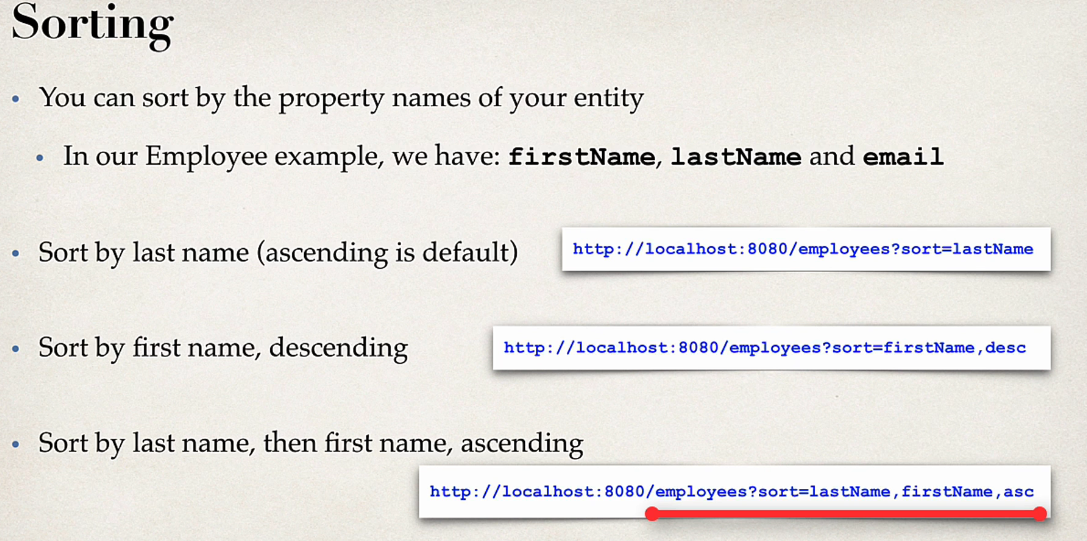 Sorting
• You can sort by the property names of your entity
• In our Employee example, we have: firstName, lastName and email
• Sort by last name (ascending is default)
http://localhost:8080/employees?sort=lastName
• Sort by first name, descending
http://localhost:8080/employees?sort=firstName,desc
• Sort by last name, then first name, ascending
http://localhost:8080/employees?sort=lastName,firstName,asc